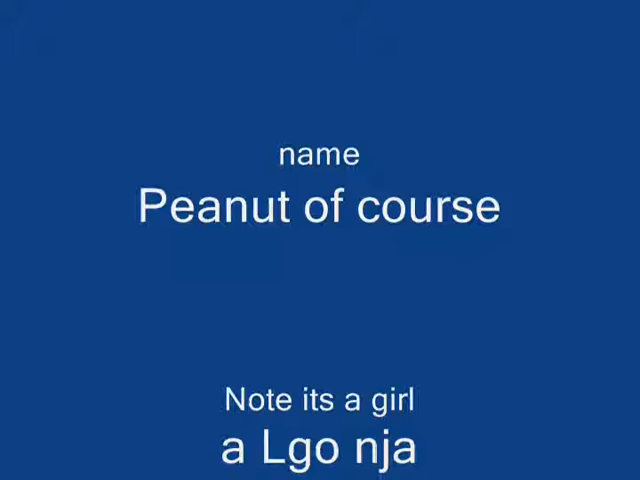 name
Peanut of course
Note its a girl
a Lgo nja